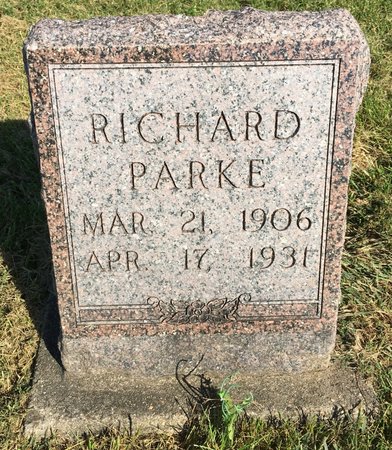 RICHARD
PARKE
MAR. 21, 1906
APR. 17, 1931